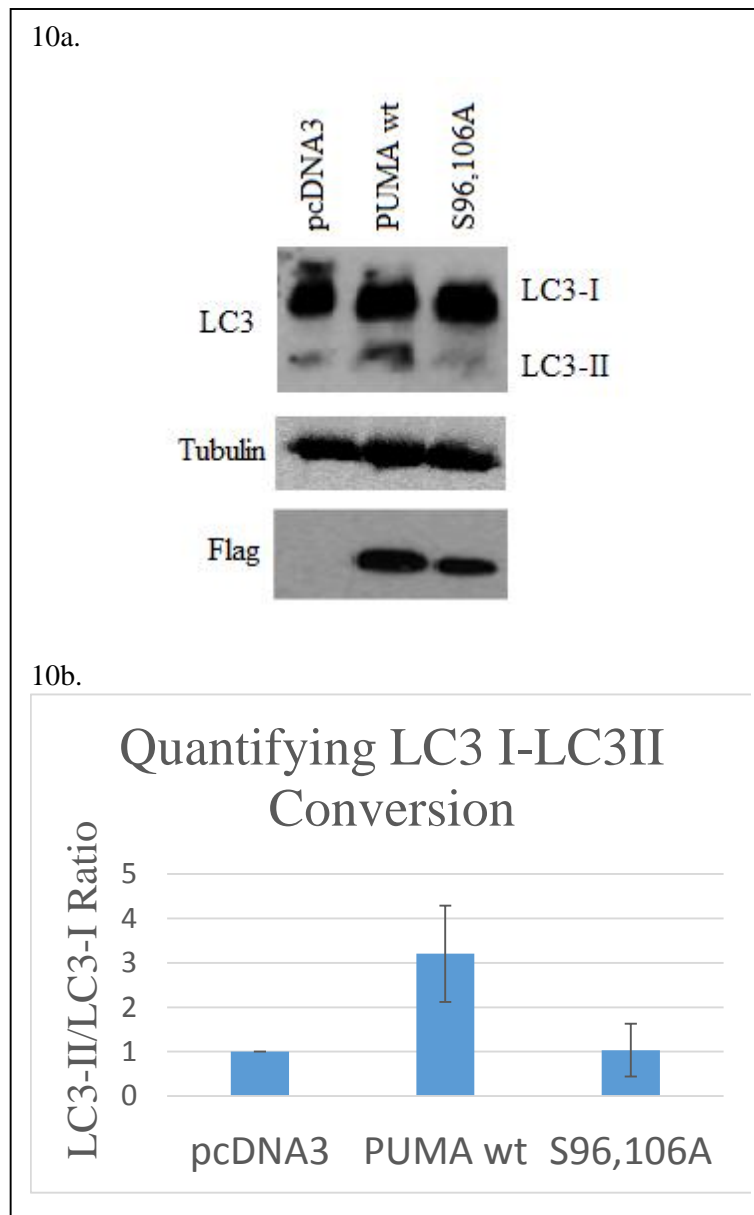 10a.
pcDNA3
PUMA wt
S96,106A
LC3
LC3-I
LC3-II
Tubulin
Flag
10b.
Quantifying LC3 I-LC3II
Conversion
LC3-II/LC3-I Ratio
5
4
3
2
1
0
pcDNA3 PUMA wt S96,106A